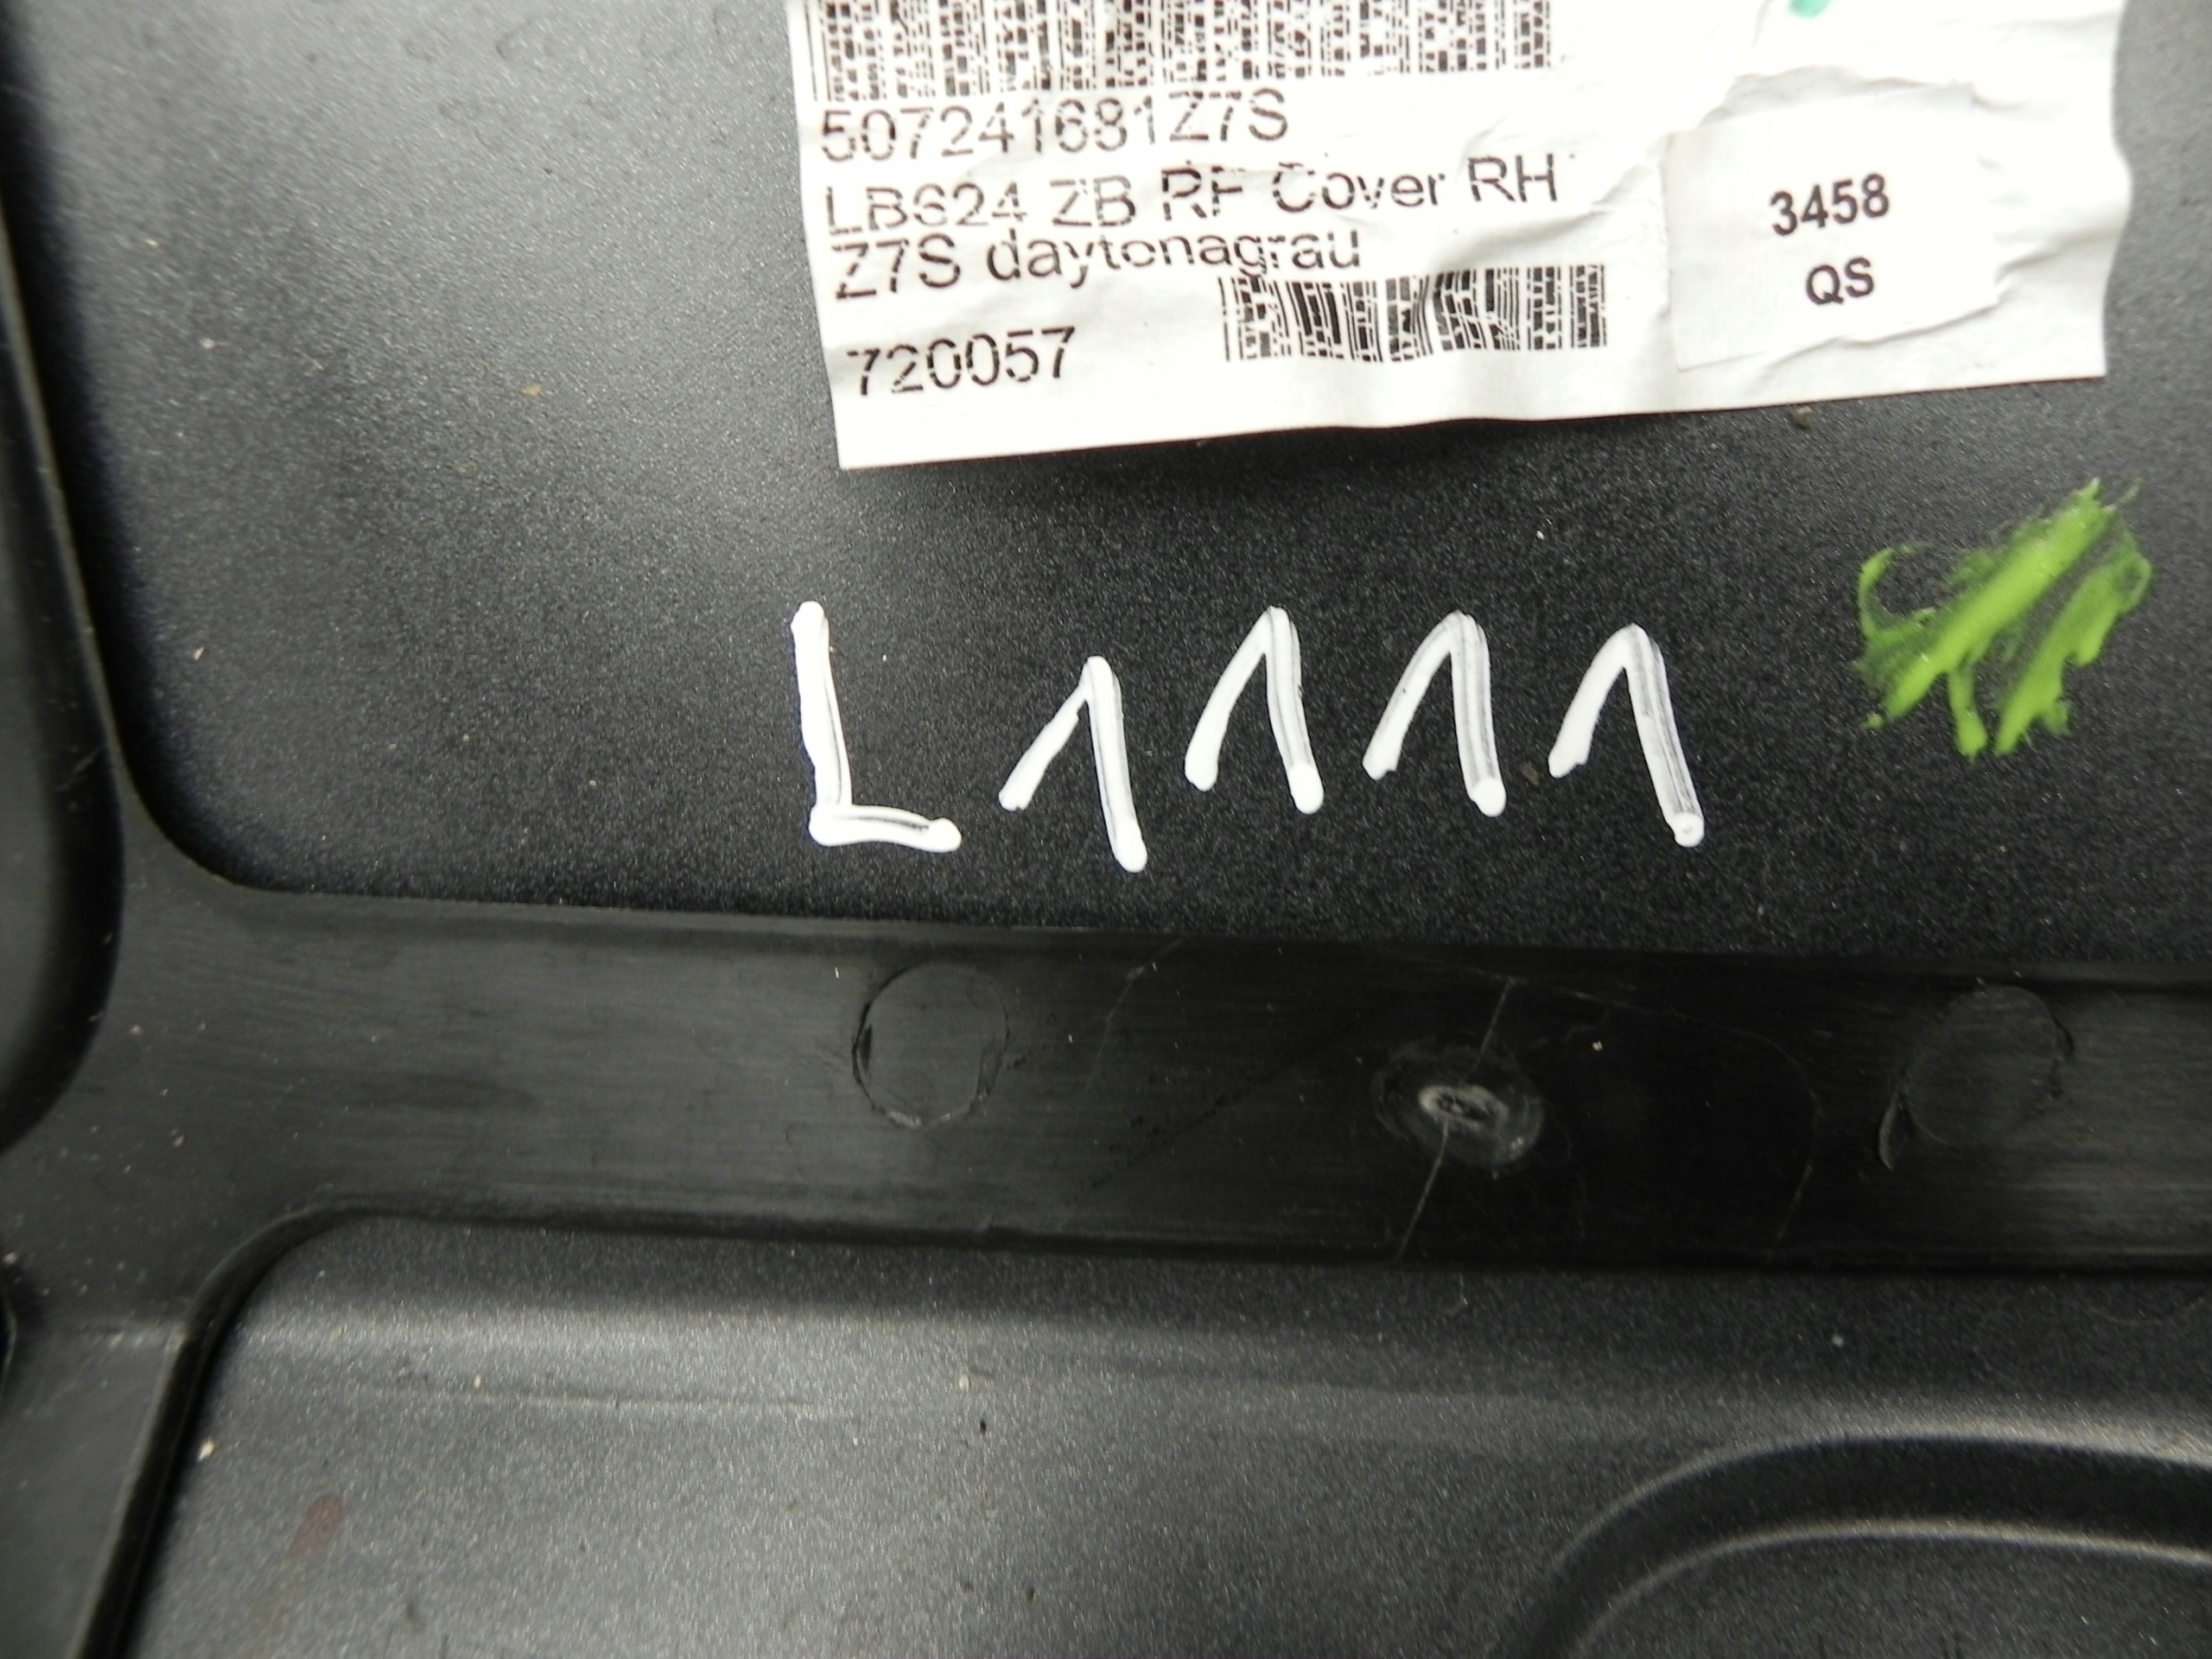 507241681Z7S
LB624 ZB RF Cover RH
Z7S daytonagrau
720057
3458
QS
L1111